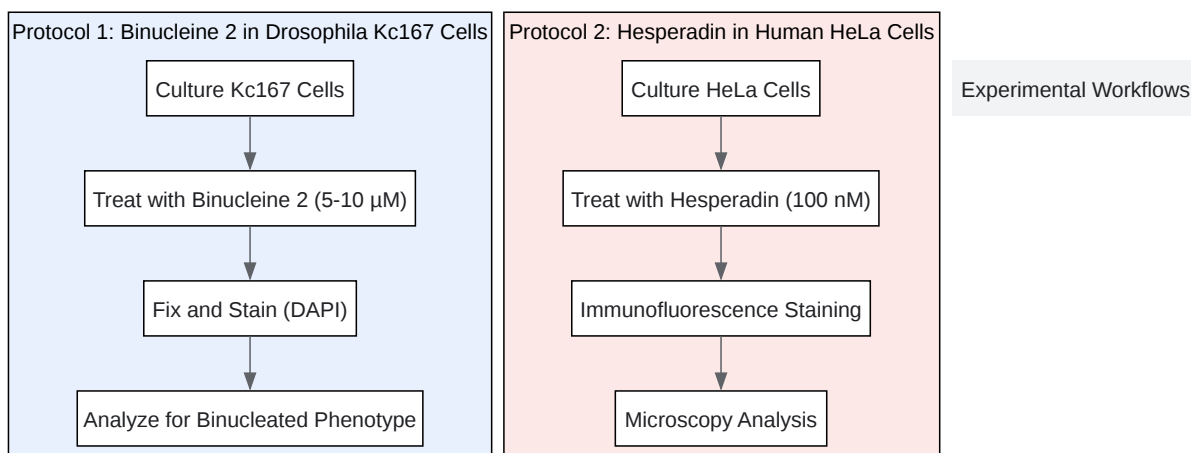 Protocol 1: Binucleine 2 in Drosophila Kc167 Cells
Culture Kc167 Cells
Treat with Binucleine 2 (5-10 µM)
Fix and Stain (DAPI)
Analyze for Binucleated Phenotype
Protocol 2: Hesperadin in Human HeLa Cells
Culture HeLa Cells
Treat with Hesperadin (100 nM)
Immunofluorescence Staining
Microscopy Analysis
Experimental Workflows